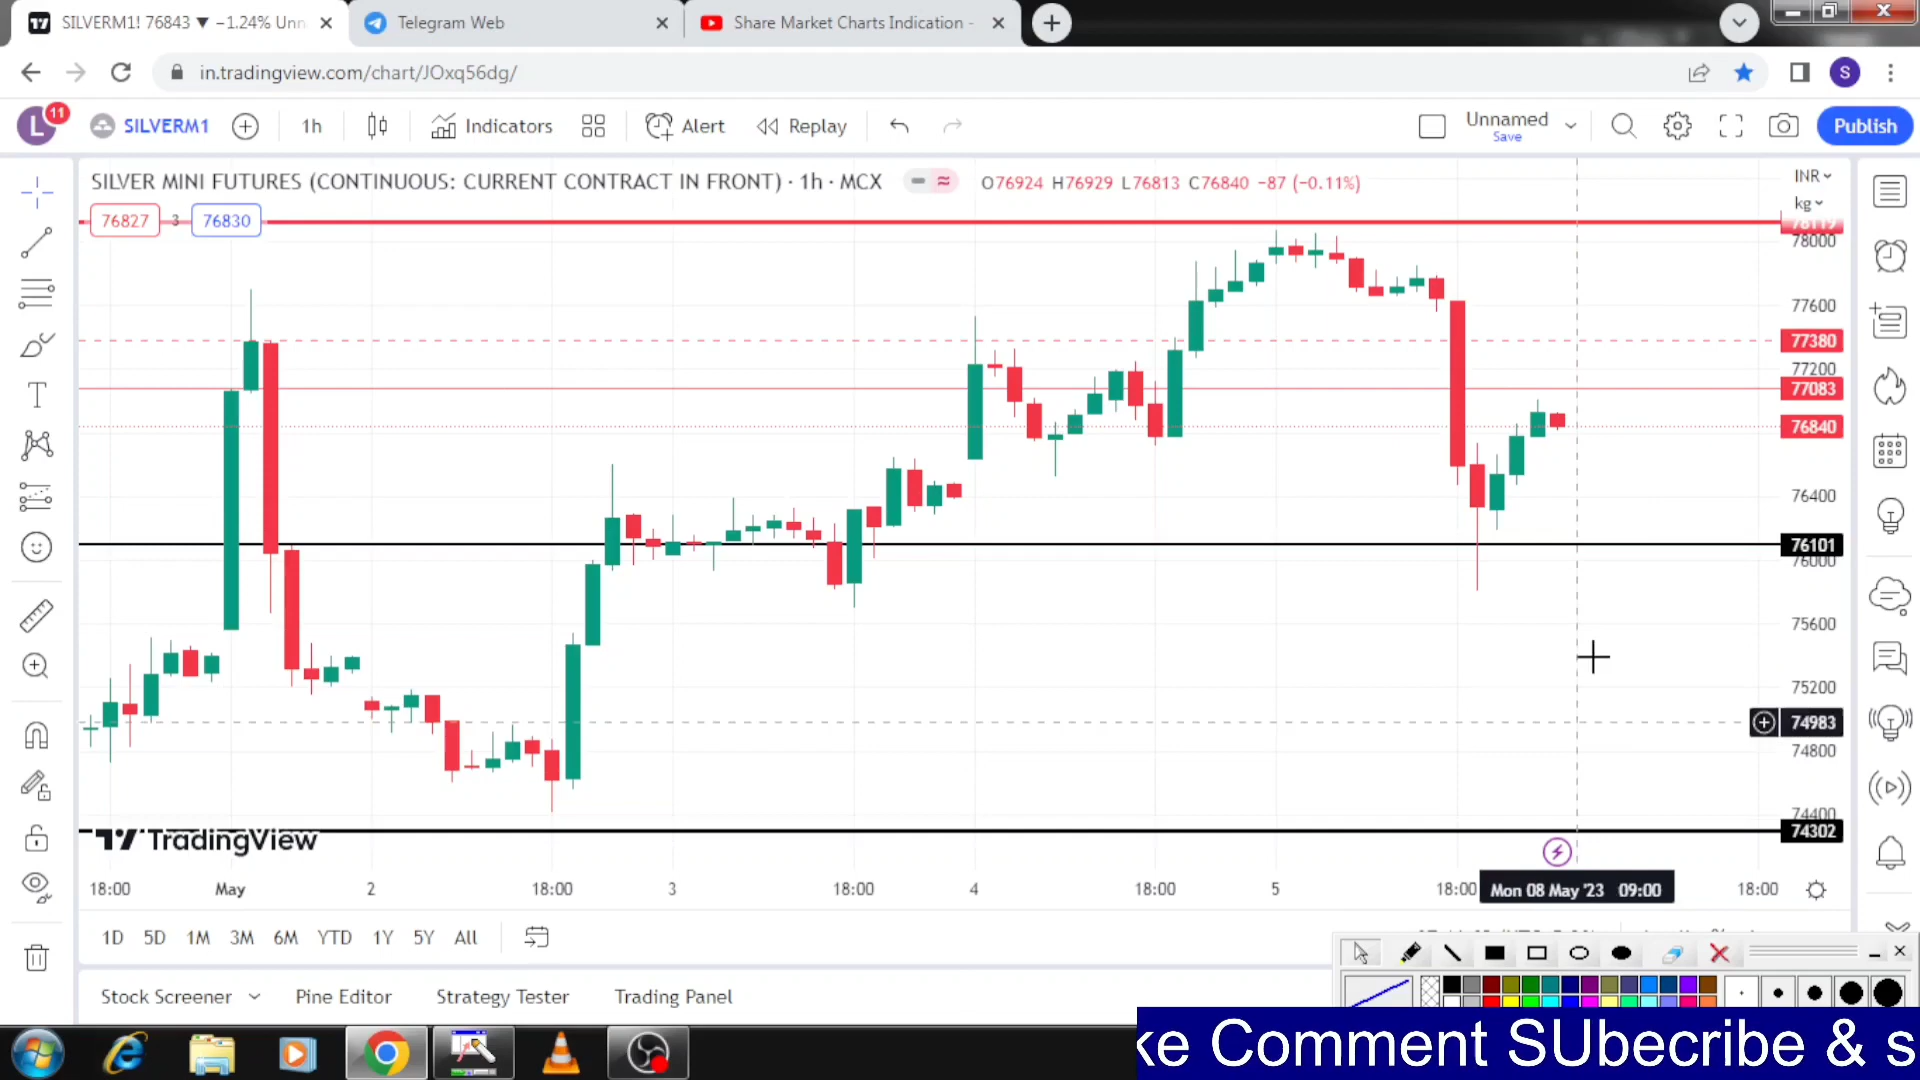 SILVERM1! 76843 ▼ −1.24% Unn
Telegram Web
Share Market Charts Indication -
in.tradingview.com/chart/JOxq56dg/
S
L
11
SILVERM1
1h
Indicators
Alert
Replay
Unnamed
Save
Publish
SILVER MINI FUTURES (CONTINUOUS: CURRENT CONTRACT IN FRONT) · 1h · MCX
O76924 H76929 L76813 C76840 −87 (−0.11%)
76827
3
76830
INR
kg
78119
78000
77600
77380
77200
77083
76840
76400
76101
76000
75600
75200
74983
74800
74400
74302
TradingView
18:00
May
2
18:00
3
18:00
4
18:00
5
18:00
Mon 08 May '23 09:00
18:00
1D
5D
1M
3M
6M
YTD
1Y
5Y
All
Stock Screener
Pine Editor
Strategy Tester
Trading Panel
ke Comment SUbecribe & s